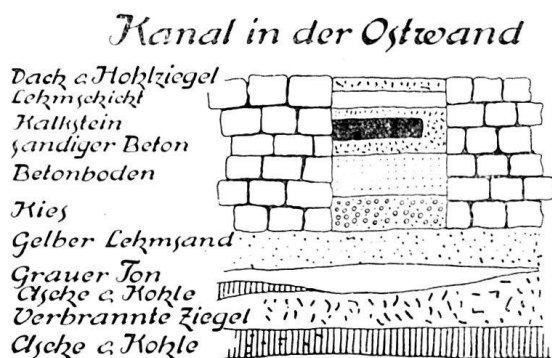 Kanal in der Ostwand
Dach a. Hohlziegel
Lehmschicht
Kalkstein
sandiger Beton
Betonboden
Kies
Gelber Lehmsand
Grauer Ton
Asche a. Kohle
Verbrannte Ziegel
Asche a. Kohle